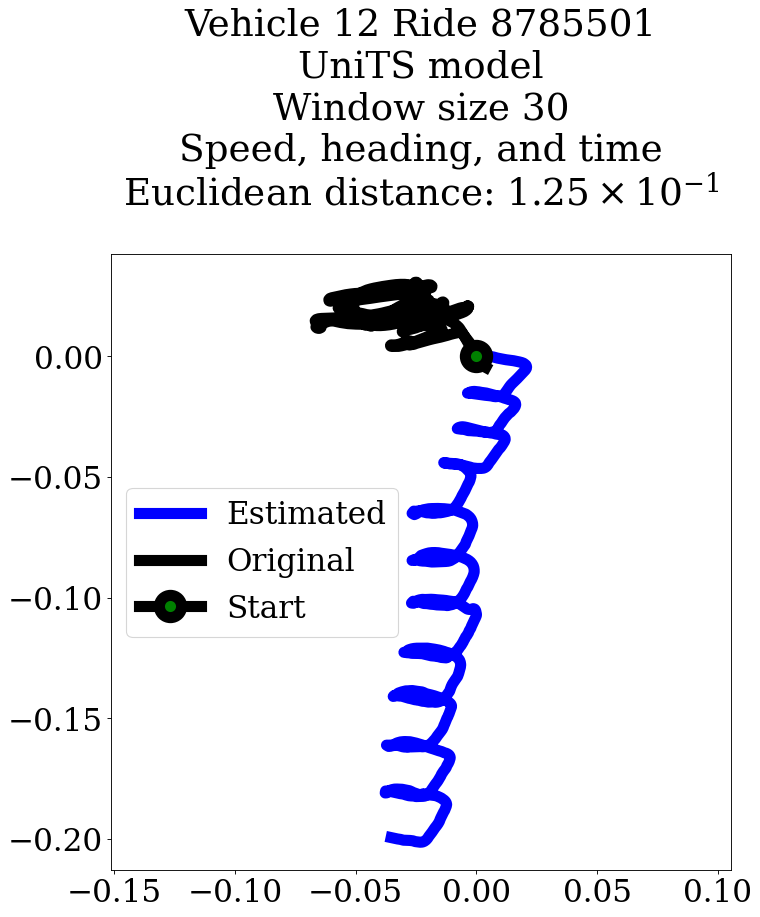 Vehicle 12 Ride 8785501
UniTS model
Window size 30
Speed, heading, and time
Euclidean distance: 1.25 × 10⁻¹
0.00
−0.05
Estimated
Original
−0.10
Start
−0.15
−0.20
−0.15 −0.10 −0.05 0.00 0.05 0.10